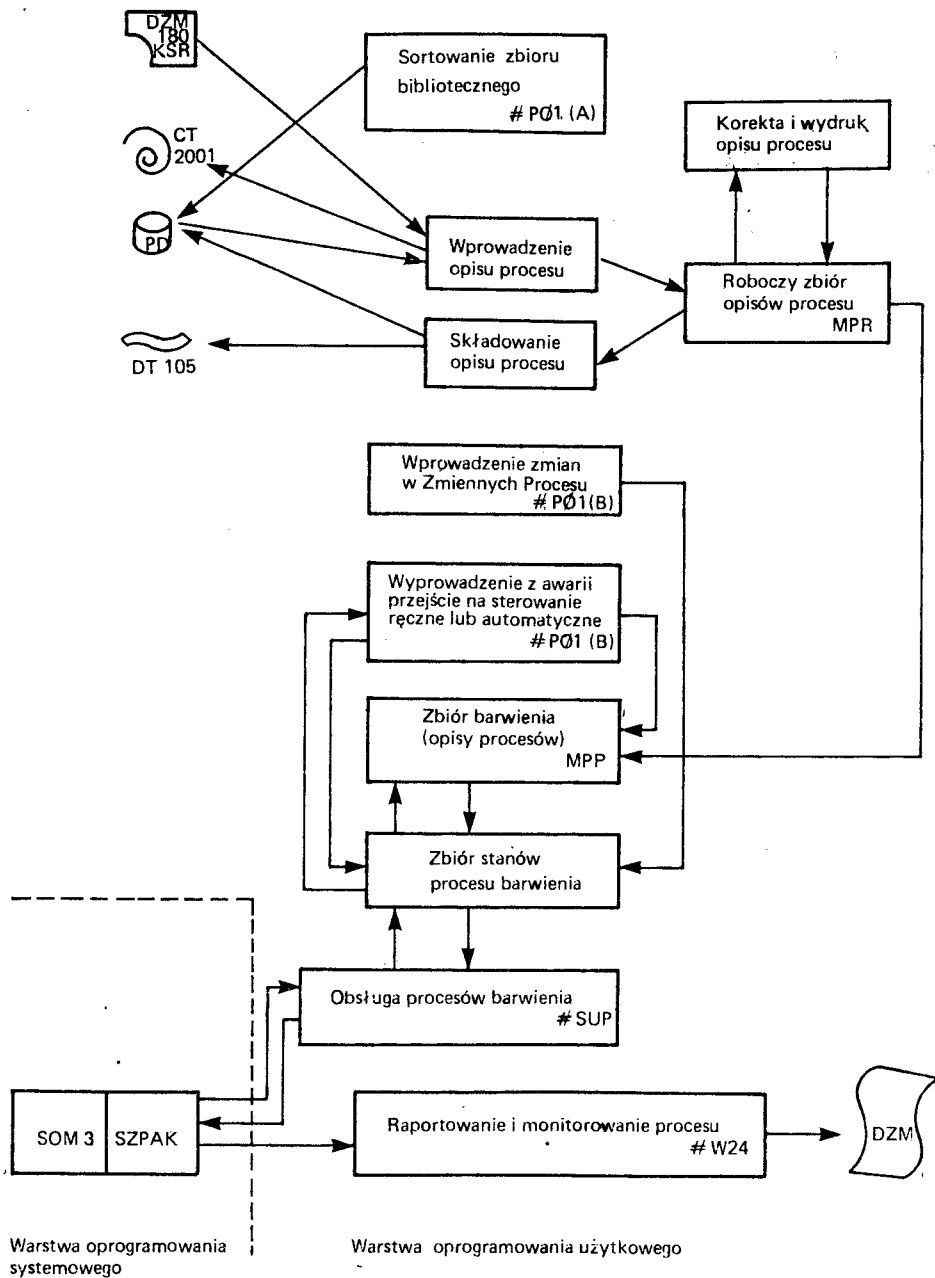 DZM
180
KSR
Sortowanie zbioru
bibliotecznego
# PØ1. (A)
Korekta i wydruk
opisu procesu
CT
2001
PD
Wprowadzenie
opisu procesu
Roboczy zbiór
opisów procesu
MPR
Składowanie
opisu procesu
DT 105
Wprowadzenie zmian
w Zmiennych Procesu
# PØ1(B)
Wyprowadzenie z awarii
przejście na sterowanie
ręczne lub automatyczne
# PØ1 (B)
Zbiór barwienia
(opisy procesów)
MPP
Zbiór stanów
procesu barwienia
Obsługa procesów barwienia
# SUP
SOM 3
SZPAK
Raportowanie i monitorowanie procesu
# W24
DZM
Warstwa oprogramowania
systemowego
Warstwa oprogramowania użytkowego